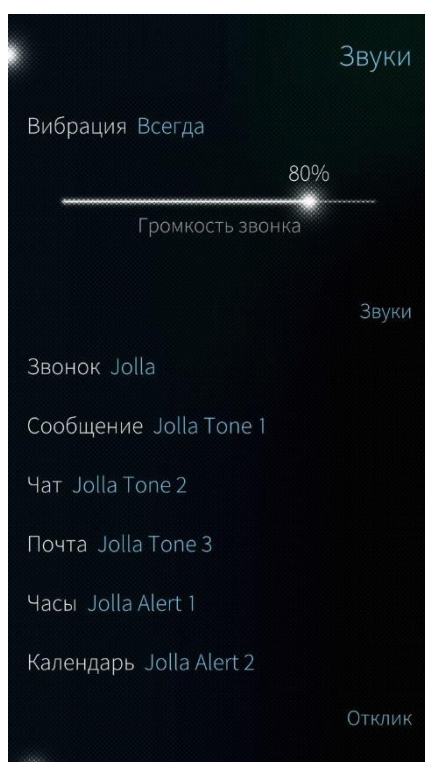 Звуки
Вибрация Всегда
80%
Громкость звонка
Звуки
Звонок Jolla
Сообщение Jolla Tone 1
Чат Jolla Tone 2
Почта Jolla Tone 3
Часы Jolla Alert 1
Календарь Jolla Alert 2
Отклик